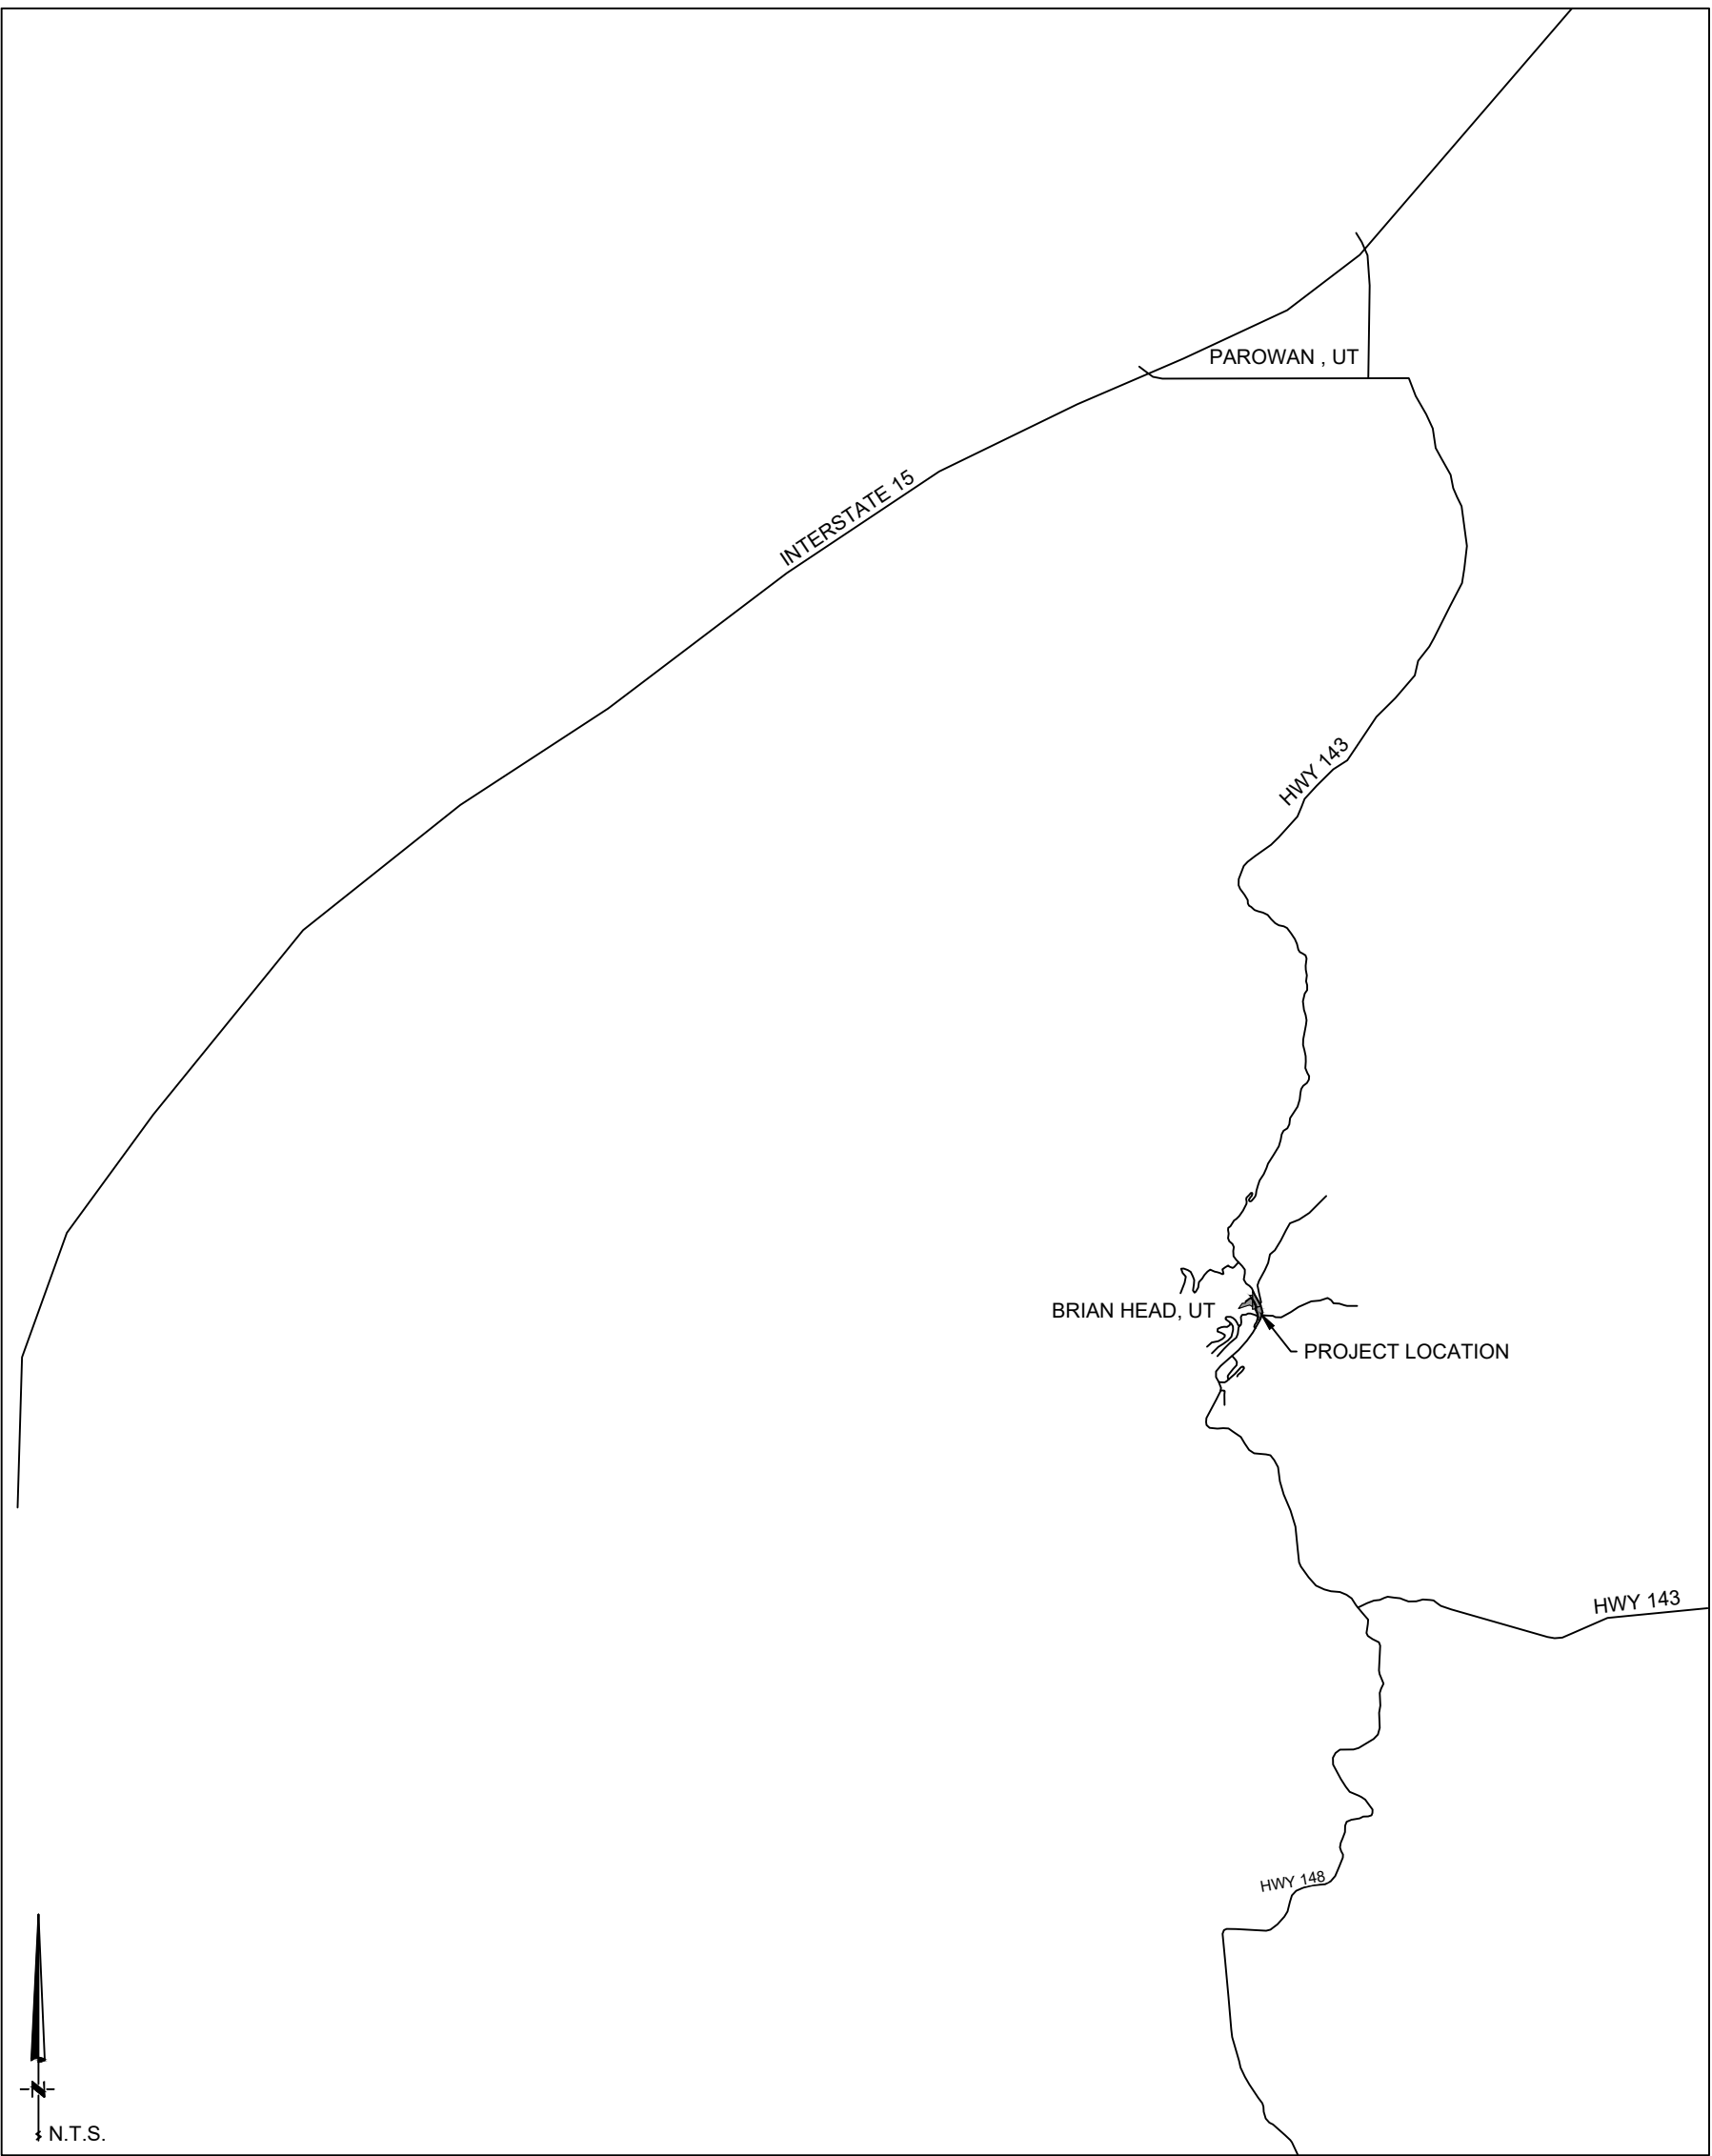 PAROWAN , UT
INTERSTATE 15
HWY 143
BRIAN HEAD, UT
PROJECT LOCATION
HWY 143
HWY 148
N
N.T.S.